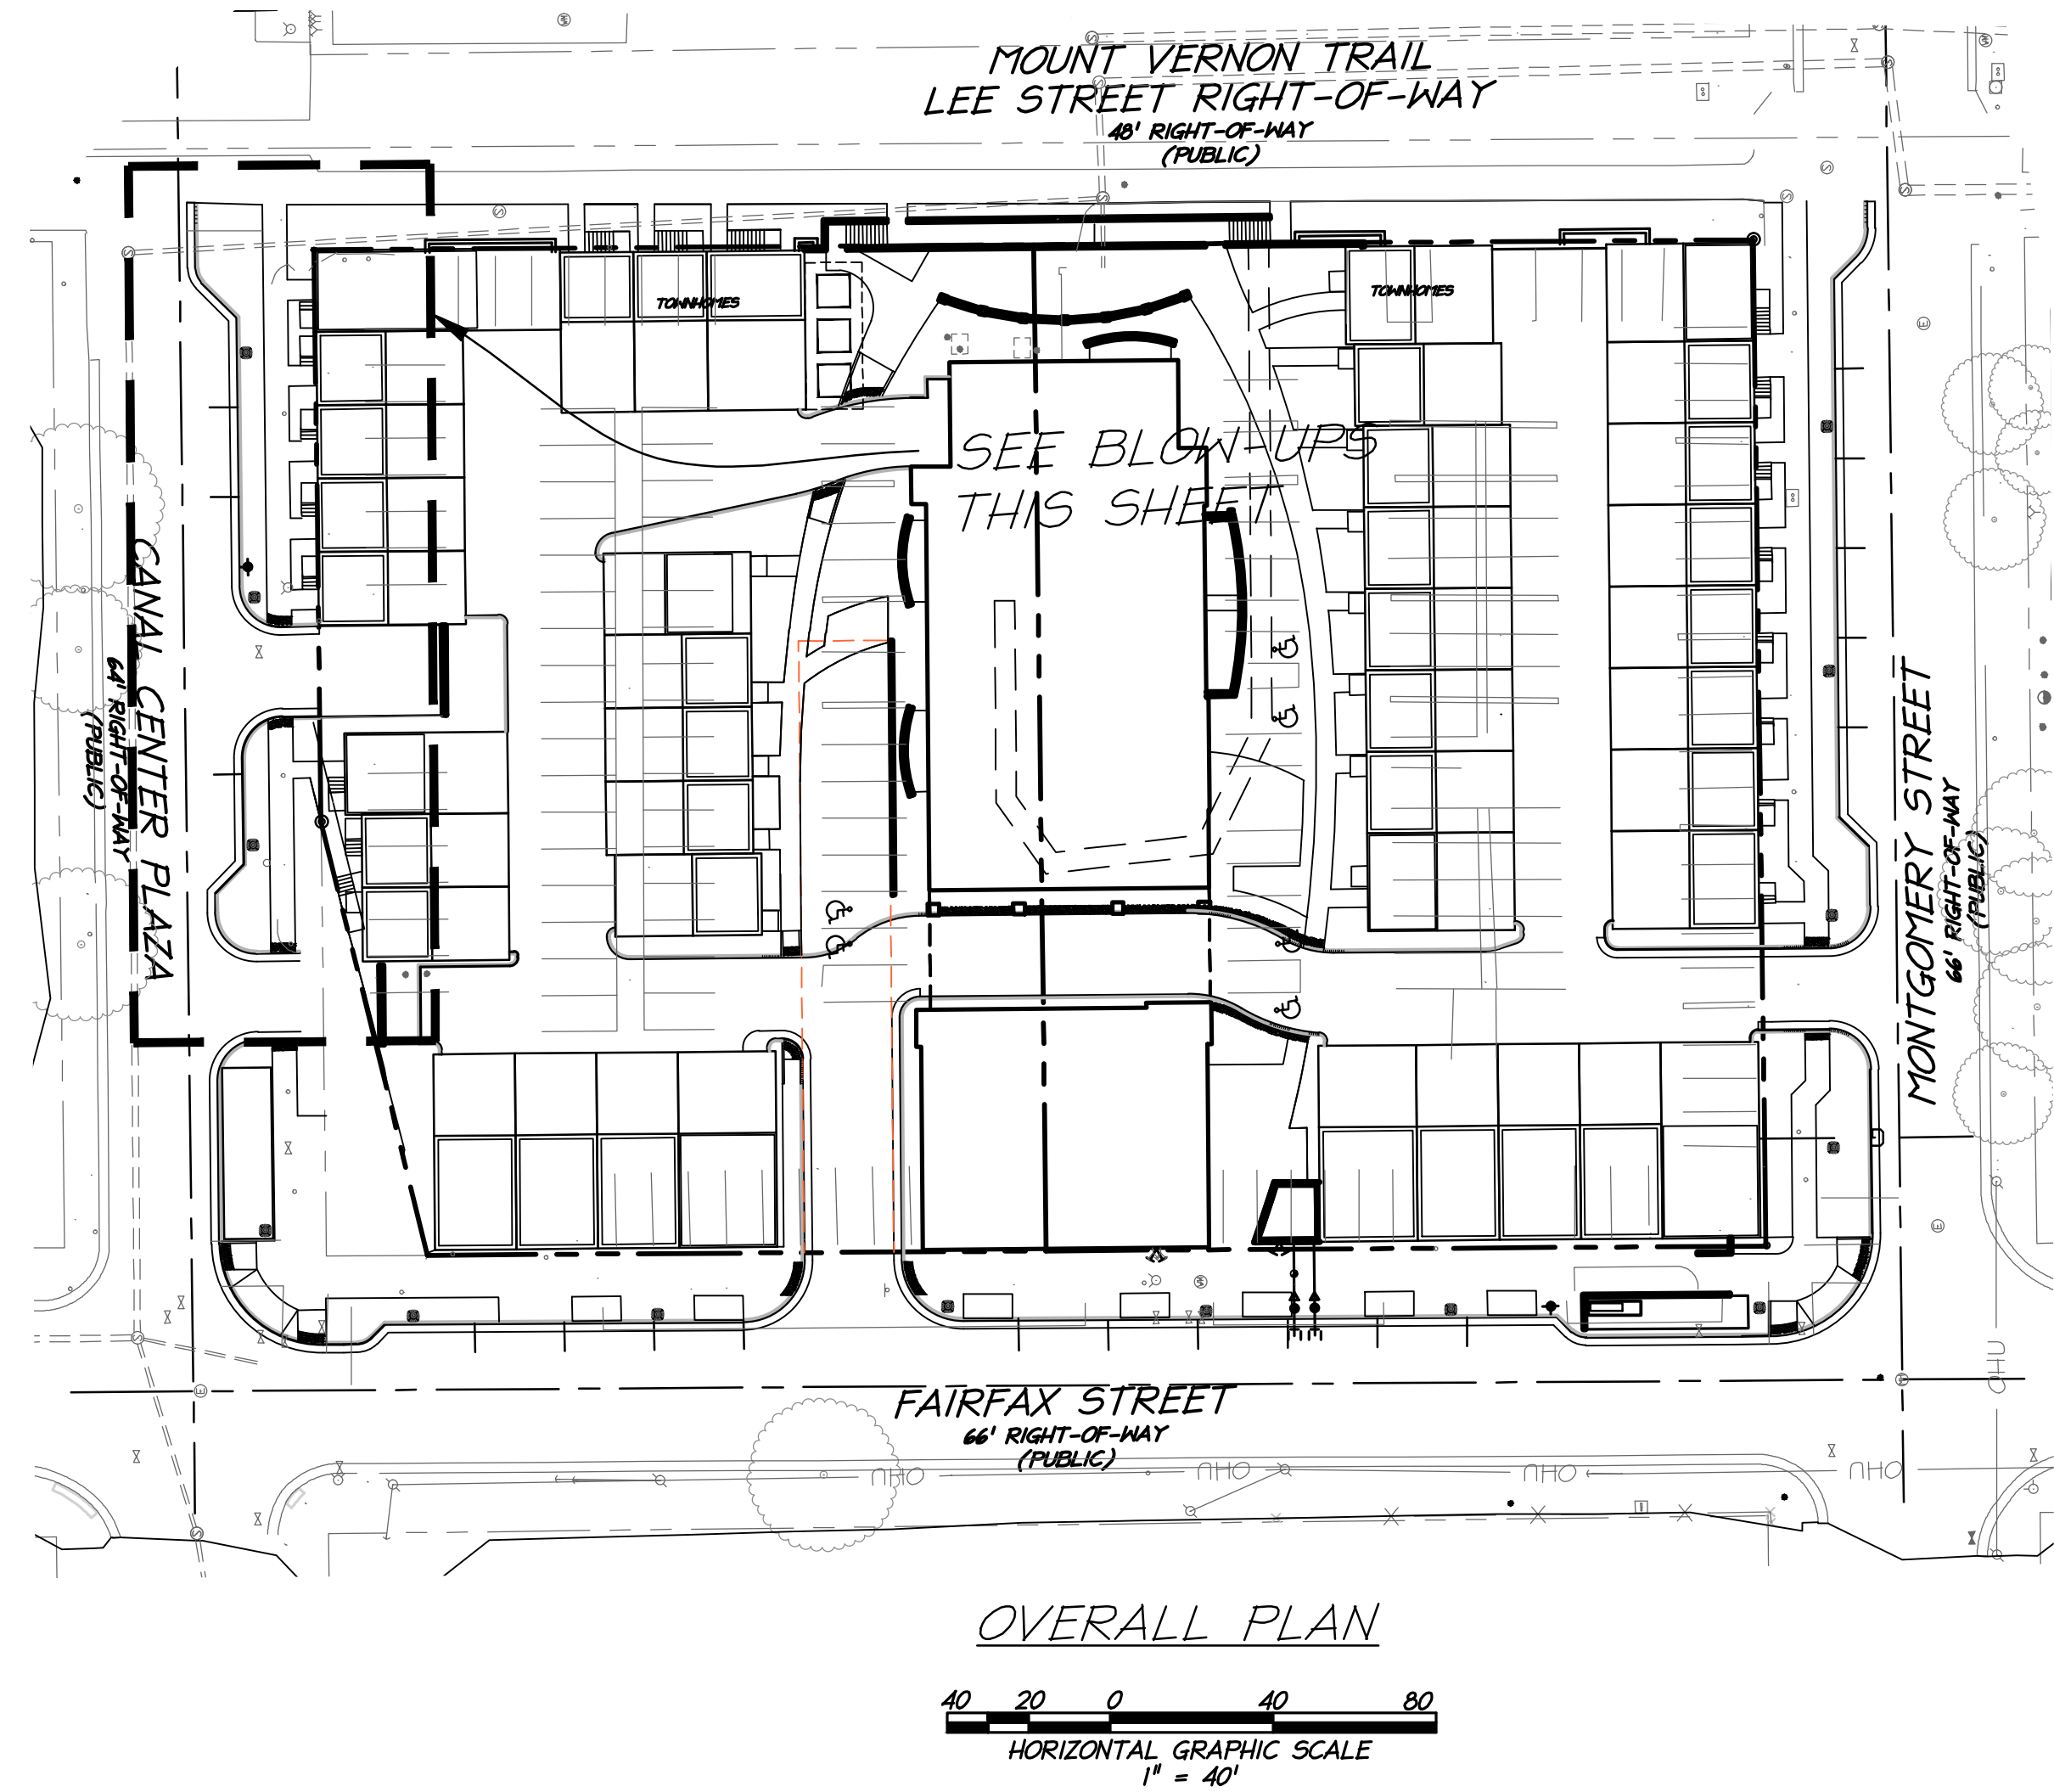 MOUNT VERNON TRAIL
LEE STREET RIGHT-OF-WAY
48' RIGHT-OF-WAY
(PUBLIC)
TOWNHOMES
TOWNHOMES
SEE BLOW-UPS
THIS SHEET
CANAL CENTER PLAZA
64' RIGHT-OF-WAY
(PUBLIC)
MONTGOMERY STREET
66' RIGHT-OF-WAY
(PUBLIC)
FAIRFAX STREET
66' RIGHT-OF-WAY
(PUBLIC)
OHU
OHU
OHU
OHU
OHU
OVERALL PLAN
40 20 0 40 80
HORIZONTAL GRAPHIC SCALE
1" = 40'